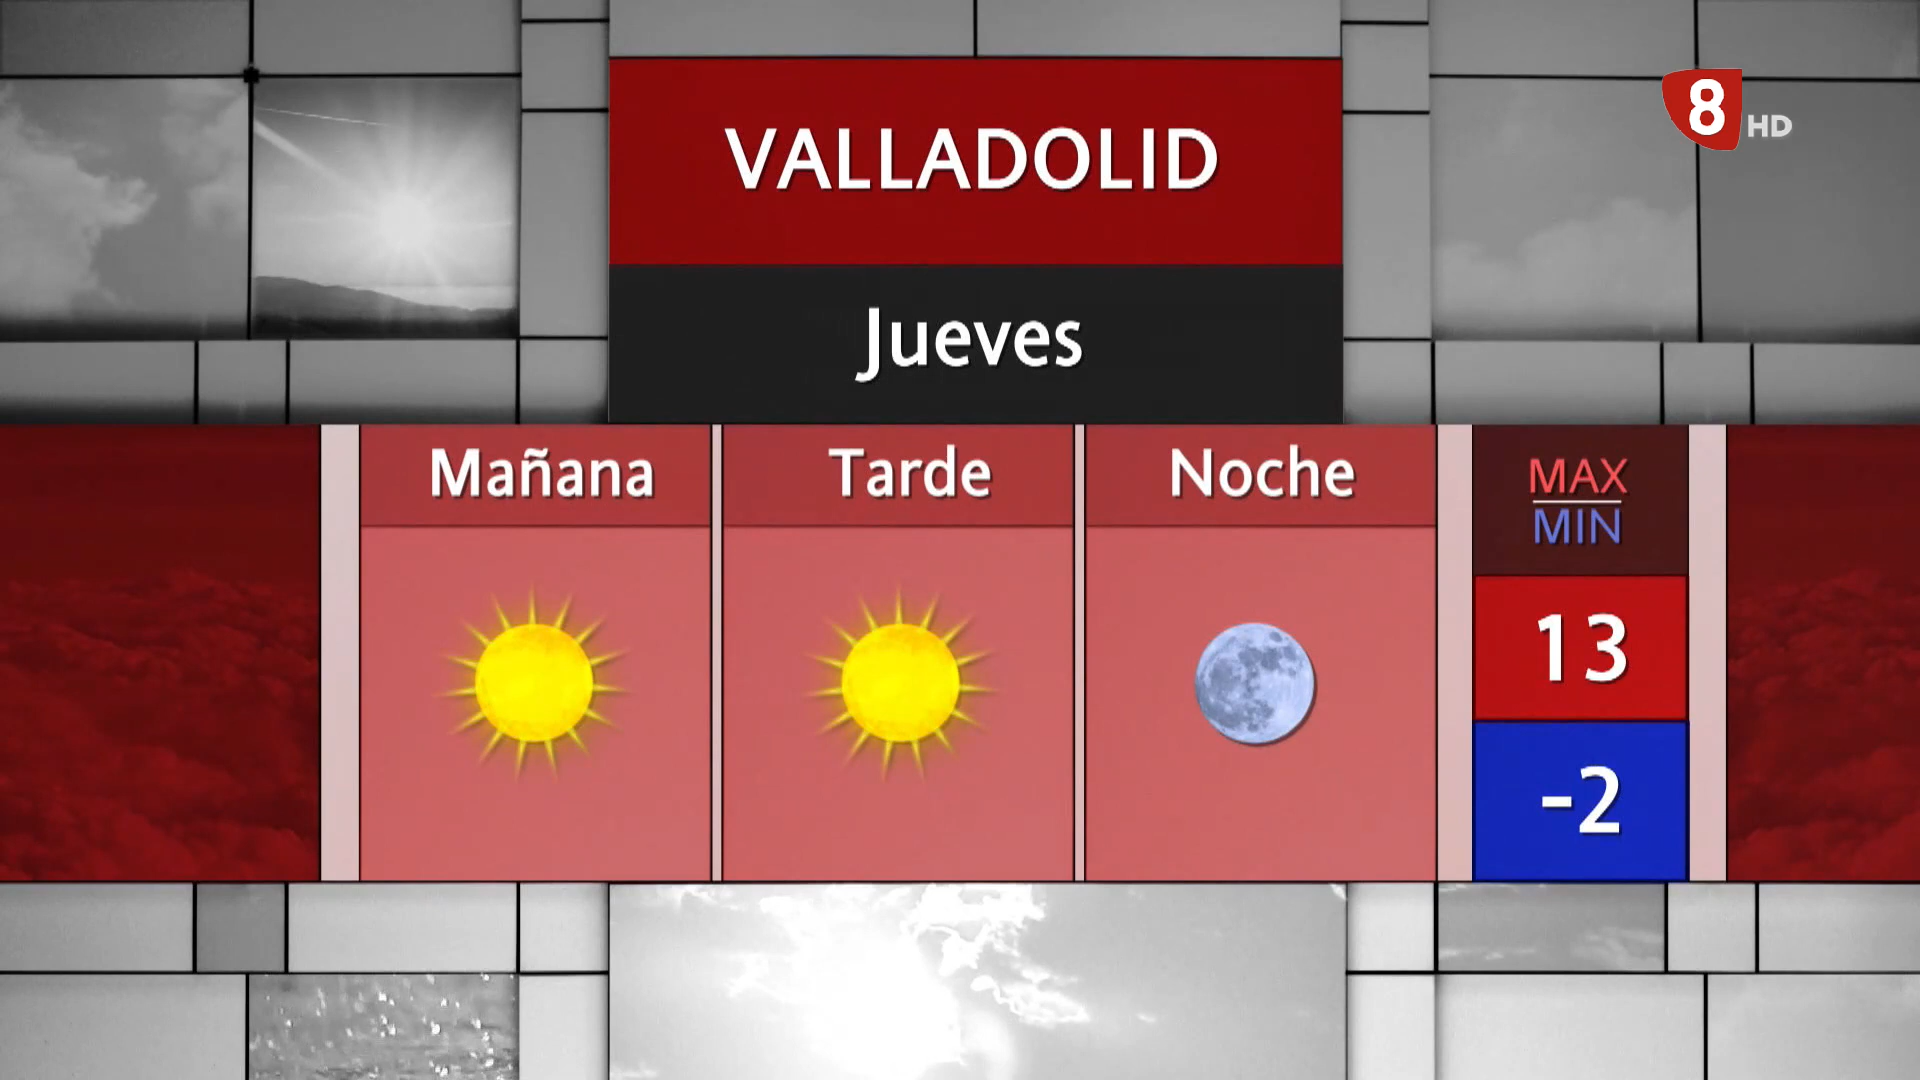 8 HD
VALLADOLID
Jueves
Mañana
Tarde
Noche
MAX
MIN
13
-2